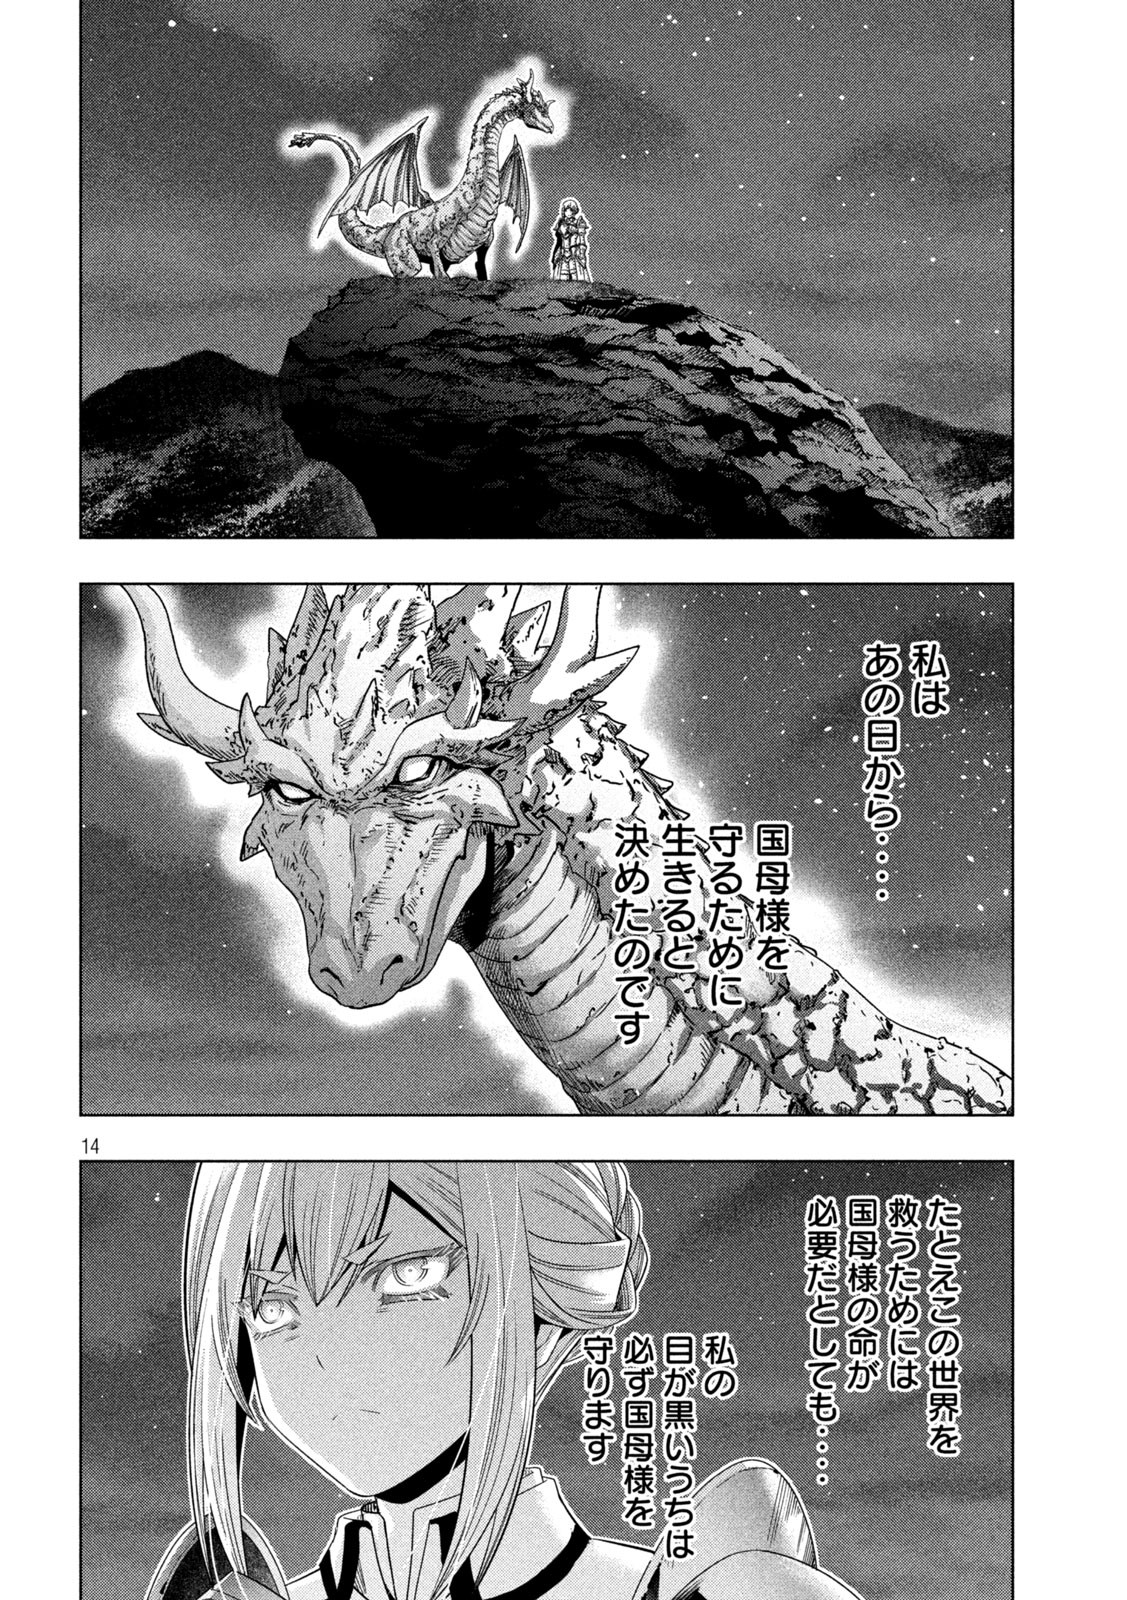 私は
あの日から‥‥‥
国母様を
守るために
生きると
決めたのです
14
たとえこの世界を
救うためには
国母様の命が
必要だとしても‥‥‥
私の
目が黒いうちは
必ず国母様を
守ります